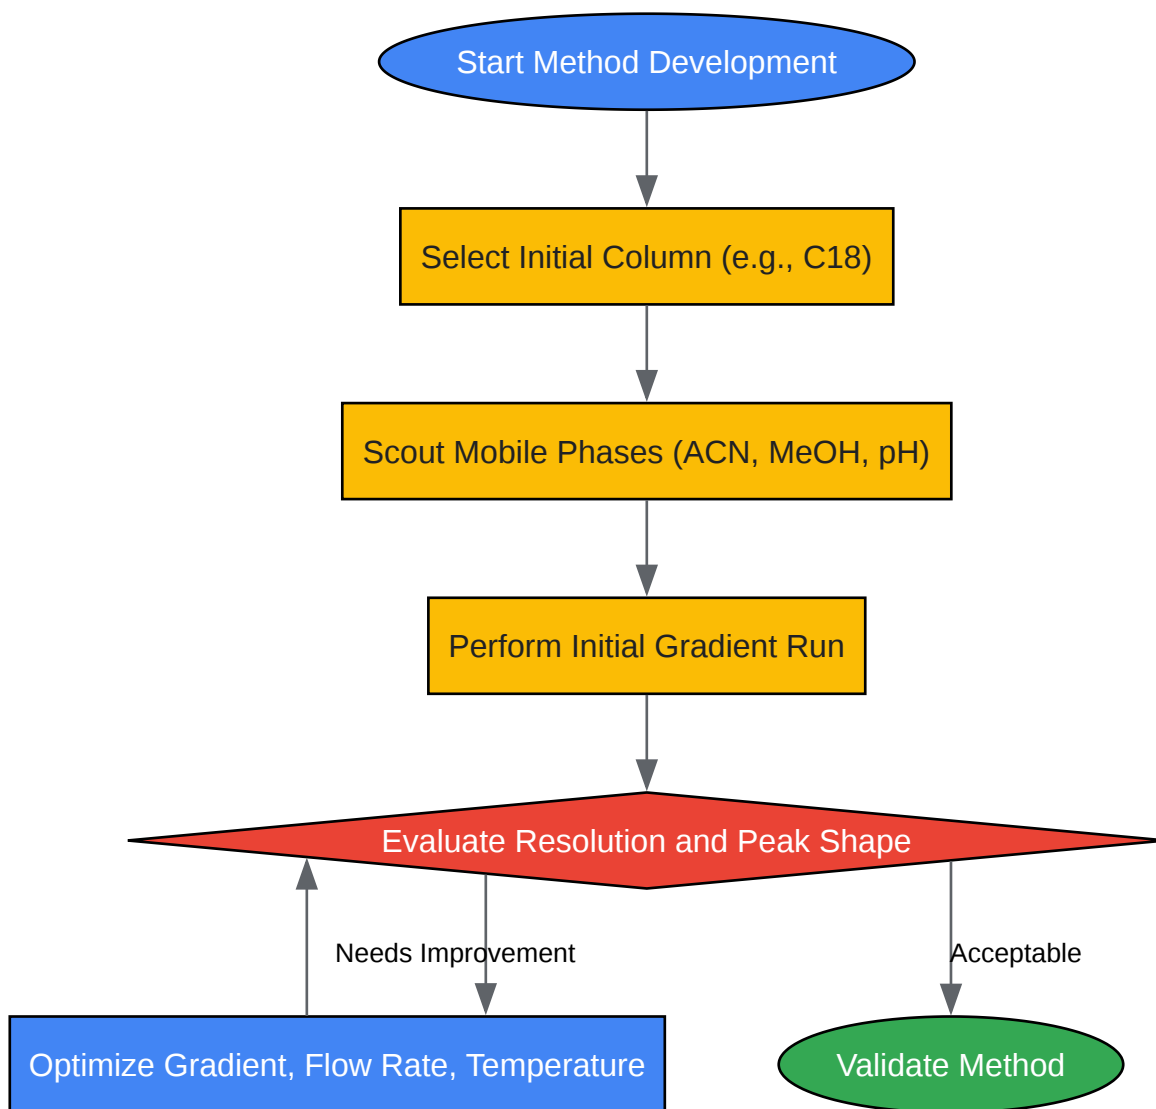 Start Method Development
Select Initial Column (e.g., C18)
Scout Mobile Phases (ACN, MeOH, pH)
Perform Initial Gradient Run
Evaluate Resolution and Peak Shape
Needs Improvement
Acceptable
Optimize Gradient, Flow Rate, Temperature
Validate Method